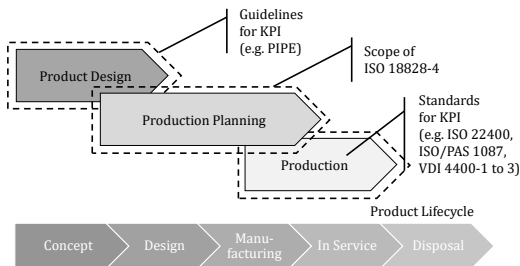 Guidelines
for KPI
(e.g. PIPE)
Product Design
Scope of
ISO 18828-4
Production Planning
Standards
for KPI
(e.g. ISO 22400,
ISO/PAS 1087,
VDI 4400-1 to 3)
Production
Product Lifecycle
Concept
Design
Manu-
facturing
In Service
Disposal